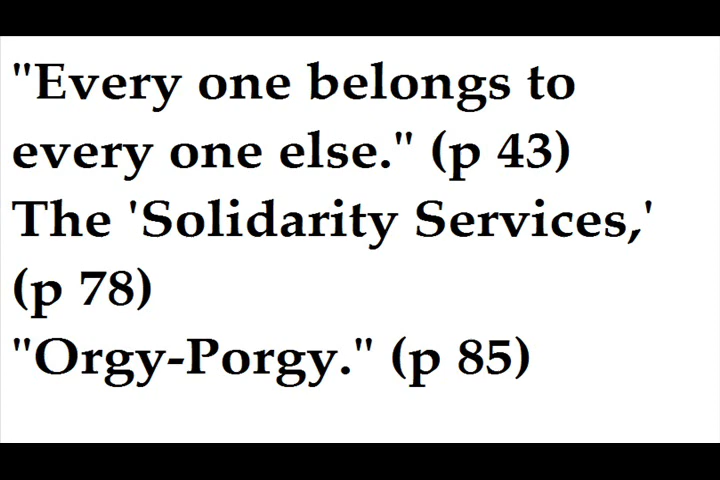 "Every one belongs to
every one else." (p 43)
The 'Solidarity Services,'
(p 78)
"Orgy-Porgy." (p 85)